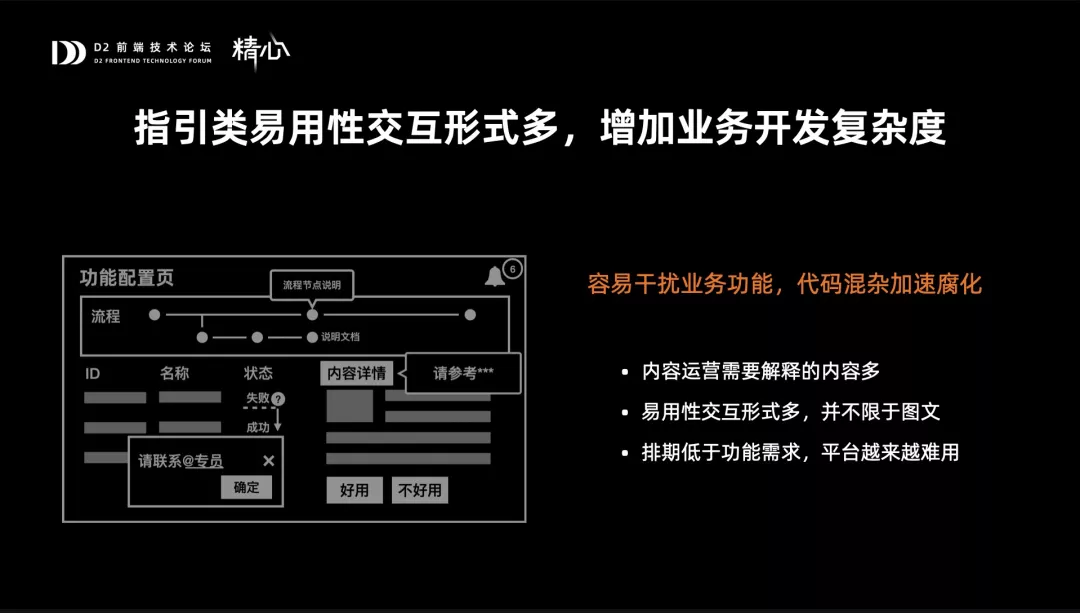 D2 前端技术论坛
D2 FRONTEND TECHNOLOGY FORUM
精心
指引类易用性交互形式多，增加业务开发复杂度
功能配置页
6
流程节点说明
流程
说明文档
ID
名称
状态
失败?
成功
请联系@专员
×
确定
内容详情
请参考***
好用
不好用
容易干扰业务功能，代码混杂加速腐化
• 内容运营需要解释的内容多
• 易用性交互形式多，并不限于图文
• 排期低于功能需求，平台越来越难用